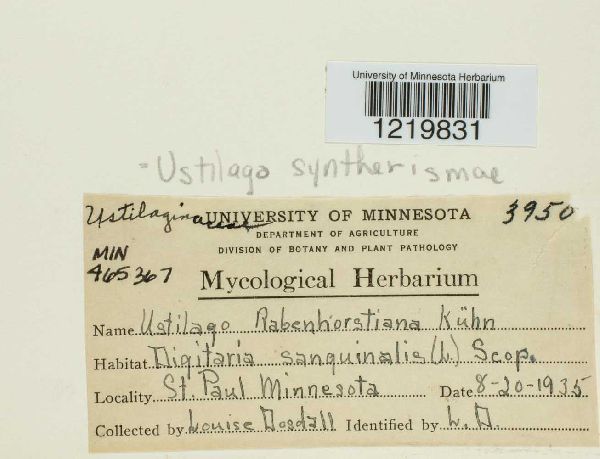 University of Minnesota Herbarium
1219831
=Ustilago syntherismae
Ustilaginaceae UNIVERSITY OF MINNESOTA 3950
DEPARTMENT OF AGRICULTURE
DIVISION OF BOTANY AND PLANT PATHOLOGY
MIN
465367
Mycological Herbarium
Name Ustilago Rabenhorstiana Kühn
Habitat Digitaria sanquinalis (L) Scop.
Locality St. Paul Minnesota Date 8-20-1935
Collected by Louise Dosdall Identified by L. D.